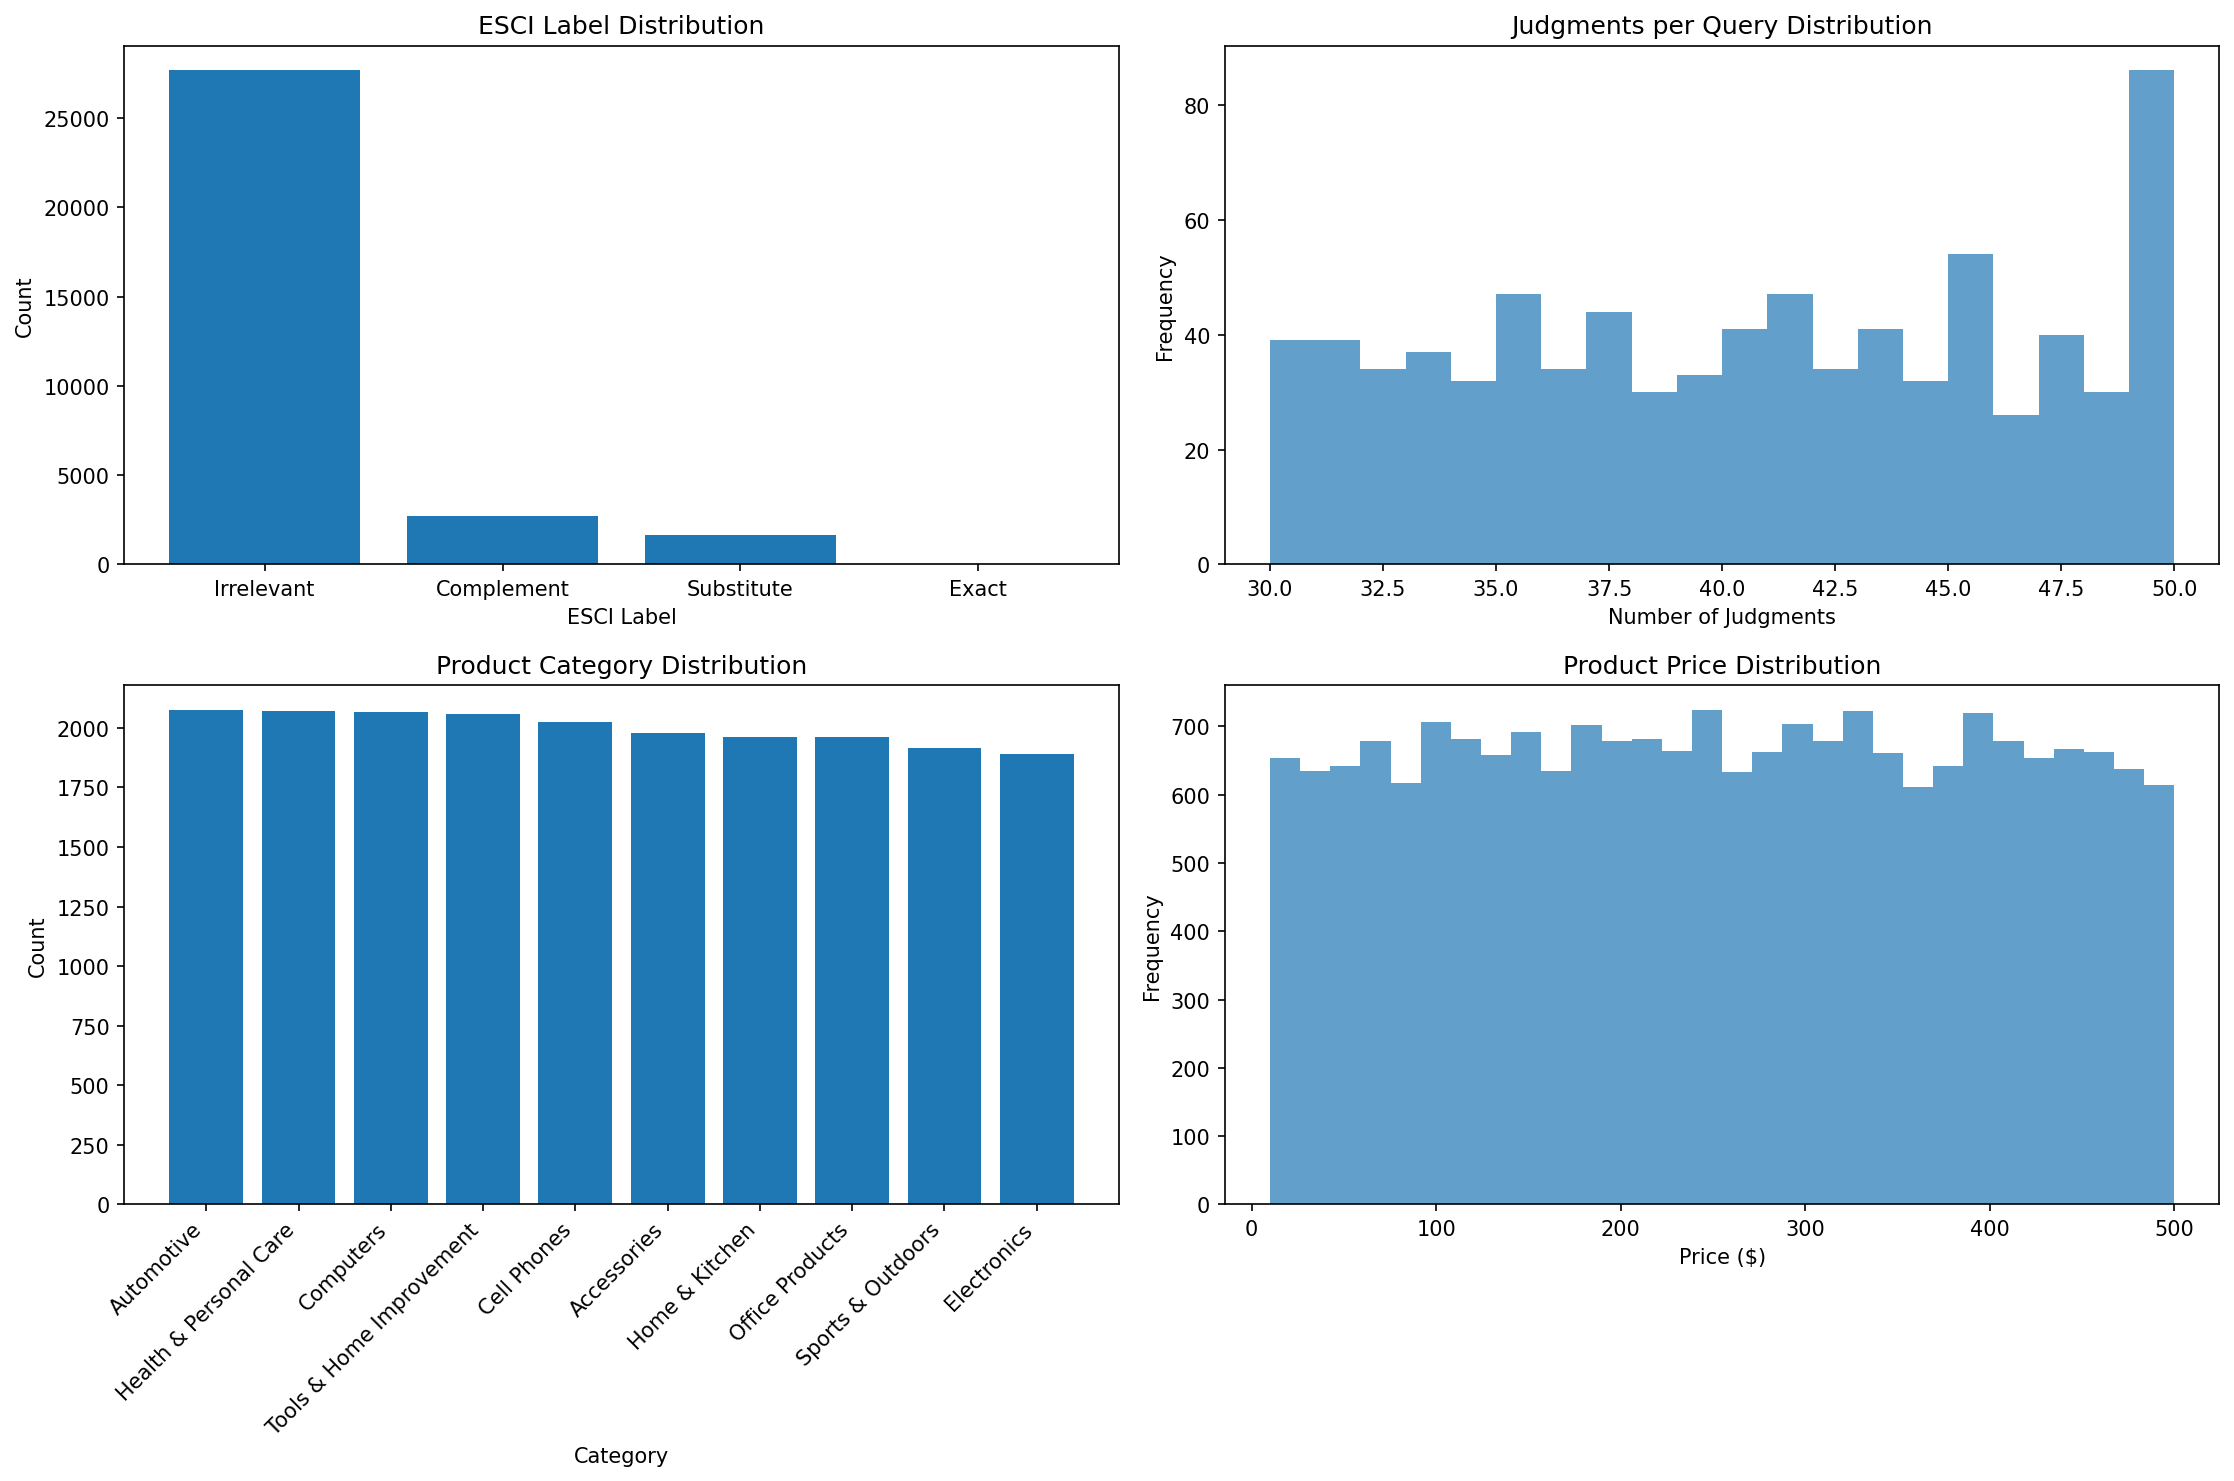 ESCI Label Distribution
Count
25000
20000
15000
10000
5000
0
Irrelevant Complement Substitute Exact
ESCI Label
Judgments per Query Distribution
Frequency
80
60
40
20
0
30.0 32.5 35.0 37.5 40.0 42.5 45.0 47.5 50.0
Number of Judgments
Product Category Distribution
Count
2000
1750
1500
1250
1000
750
500
250
0
Automotive
Health & Personal Care
Computers
Tools & Home Improvement
Cell Phones
Accessories
Home & Kitchen
Office Products
Sports & Outdoors
Electronics
Category
Product Price Distribution
Frequency
700
600
500
400
300
200
100
0
0 100 200 300 400 500
Price ($)